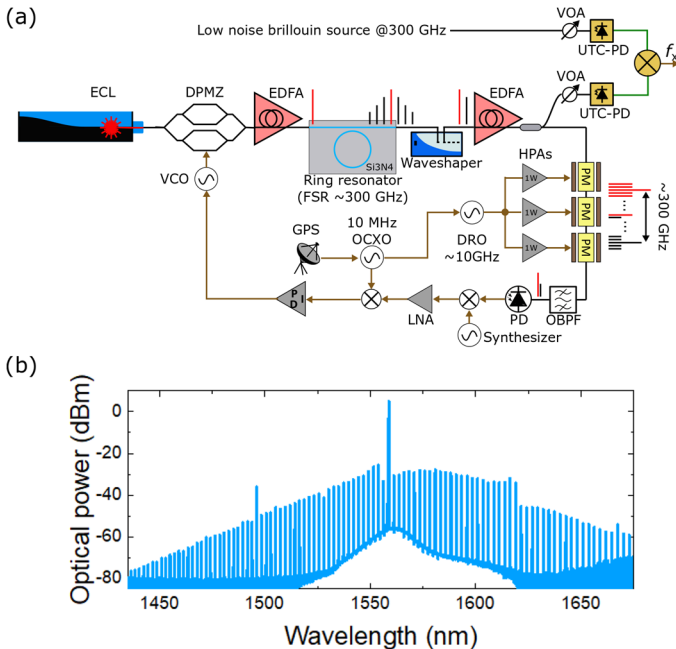 (a)
Low noise brillouin source @300 GHz
VOA
UTC-PD
fx
ECL
DPMZ
EDFA
EDFA
VOA
UTC-PD
Si3N4
Waveshaper
Ring resonator
(FSR ~300 GHz)
VCO
HPAs
1W
PM
1W
PM
1W
PM
~300 GHz
GPS
10 MHz
OCXO
DRO
~10GHz
P I
D
LNA
PD
OBPF
Synthesizer
(b)
Optical power (dBm)
0
-20
-40
-60
-80
1450
1500
1550
1600
1650
Wavelength (nm)